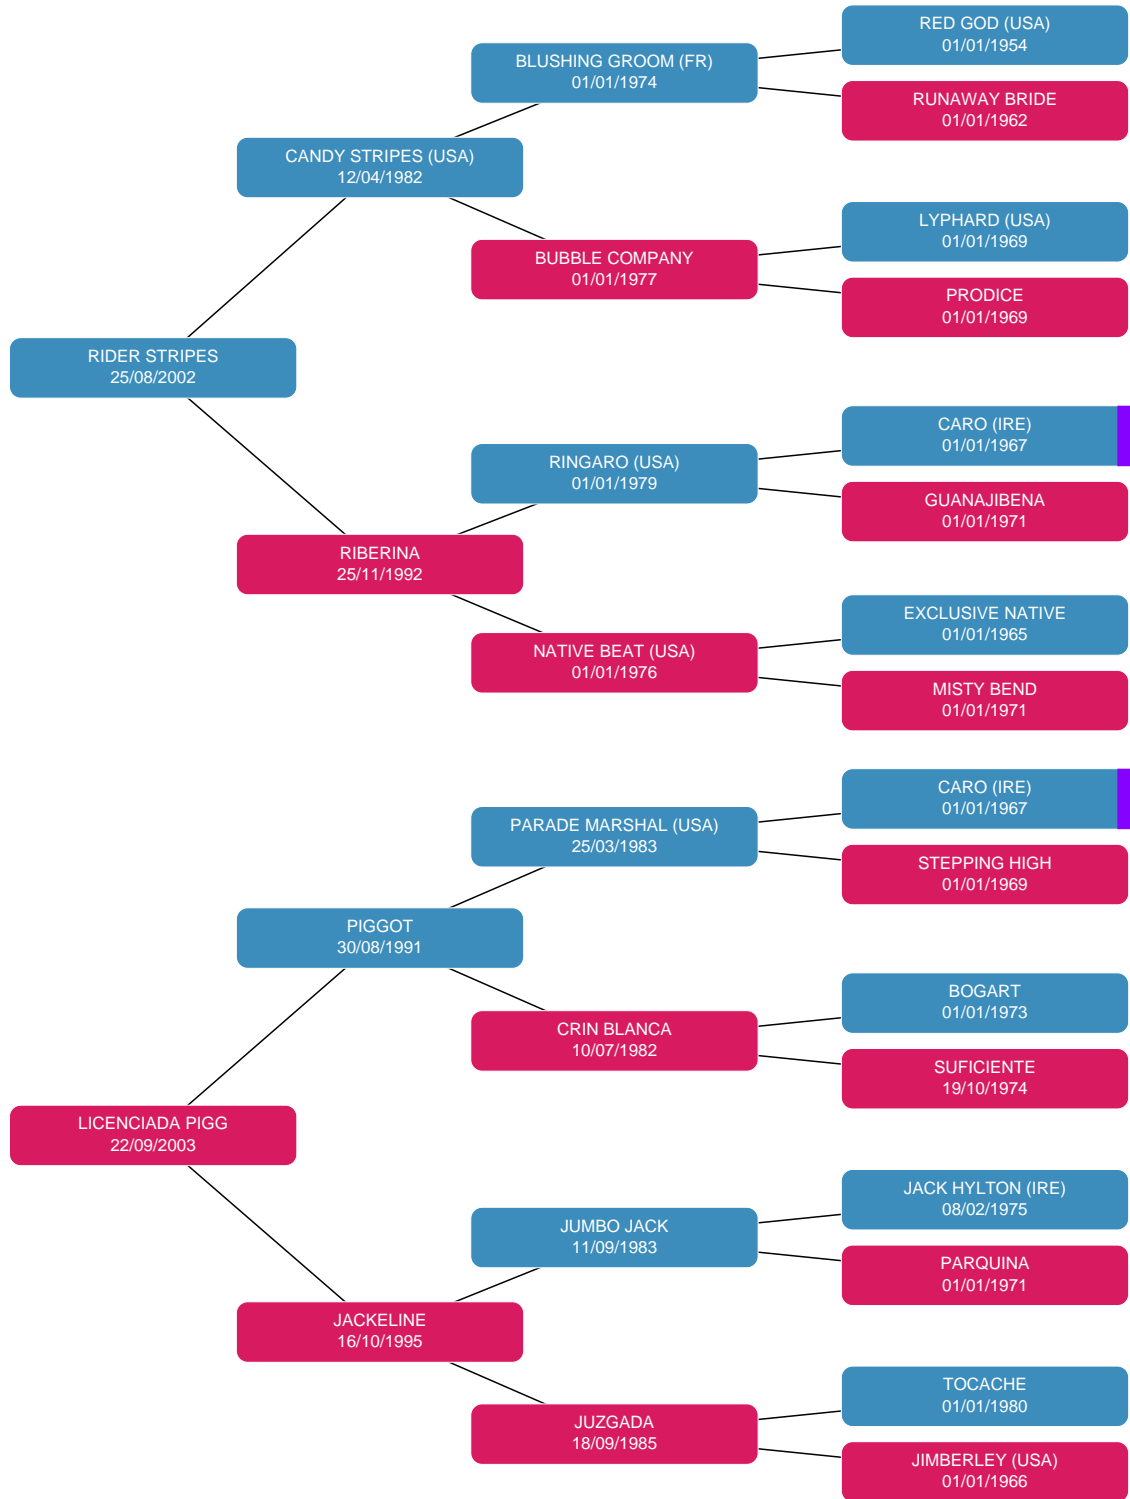 RED GOD (USA)
01/01/1954
BLUSHING GROOM (FR)
01/01/1974
RUNAWAY BRIDE
01/01/1962
CANDY STRIPES (USA)
12/04/1982
LYPHARD (USA)
01/01/1969
BUBBLE COMPANY
01/01/1977
PRODICE
01/01/1969
RIDER STRIPES
25/08/2002
CARO (IRE)
01/01/1967
RINGARO (USA)
01/01/1979
GUANAJIBENA
01/01/1971
RIBERINA
25/11/1992
EXCLUSIVE NATIVE
01/01/1965
NATIVE BEAT (USA)
01/01/1976
MISTY BEND
01/01/1971
CARO (IRE)
01/01/1967
PARADE MARSHAL (USA)
25/03/1983
STEPPING HIGH
01/01/1969
PIGGOT
30/08/1991
BOGART
01/01/1973
CRIN BLANCA
10/07/1982
SUFICIENTE
19/10/1974
LICENCIADA PIGG
22/09/2003
JACK HYLTON (IRE)
08/02/1975
JUMBO JACK
11/09/1983
PARQUINA
01/01/1971
JACKELINE
16/10/1995
TOCACHE
01/01/1980
JUZGADA
18/09/1985
JIMBERLEY (USA)
01/01/1966